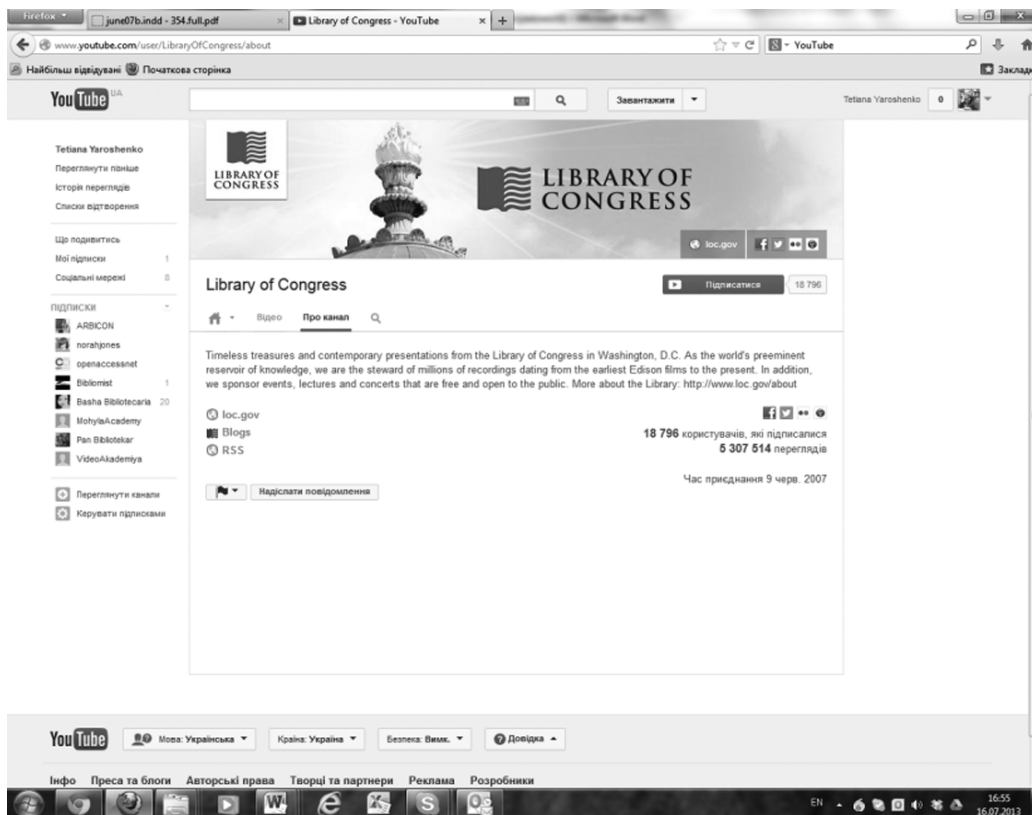 Firefox
june07b.indd - 354.full.pdf
Library of Congress - YouTube
www.youtube.com/user/LibraryOfCongress/about
YouTube
Найбільш відвідувані
Початкова сторінка
Заклад
YouTube UA
Завантажити
Tetiana Yaroshenko
0
Tetiana Yaroshenko
Переглянути пізніше
Історія переглядів
Списки відтворення
Що подивитись
Мої підписки 1
Соціальні мережі 8
ПІДПИСКИ
ARBICON
norahjones
openaccessnet
Bibliomist 1
Basha Bibliotecaria 20
MohylaAcademy
Pan Bibliotekar
VideoAkademiya
Переглянути канали
Керувати підписками
LIBRARY OF
CONGRESS
LIBRARY OF
CONGRESS
loc.gov
Library of Congress
Підписатися
18 796
Відео
Про канал
Timeless treasures and contemporary presentations from the Library of Congress in Washington, D.C. As the world's preeminent
reservoir of knowledge, we are the steward of millions of recordings dating from the earliest Edison films to the present. In addition,
we sponsor events, lectures and concerts that are free and open to the public. More about the Library: http://www.loc.gov/about
loc.gov
Blogs
RSS
18 796 користувачів, які підписалися
5 307 514 переглядів
Час приєднання 9 черв. 2007
Надіслати повідомлення
YouTube
Мова: Українська
Країна: Україна
Безпека: Вимк.
Довідка
Інфо Преса та блоги Авторські права Творці та партнери Реклама Розробники
EN
16:55
16.07.2013